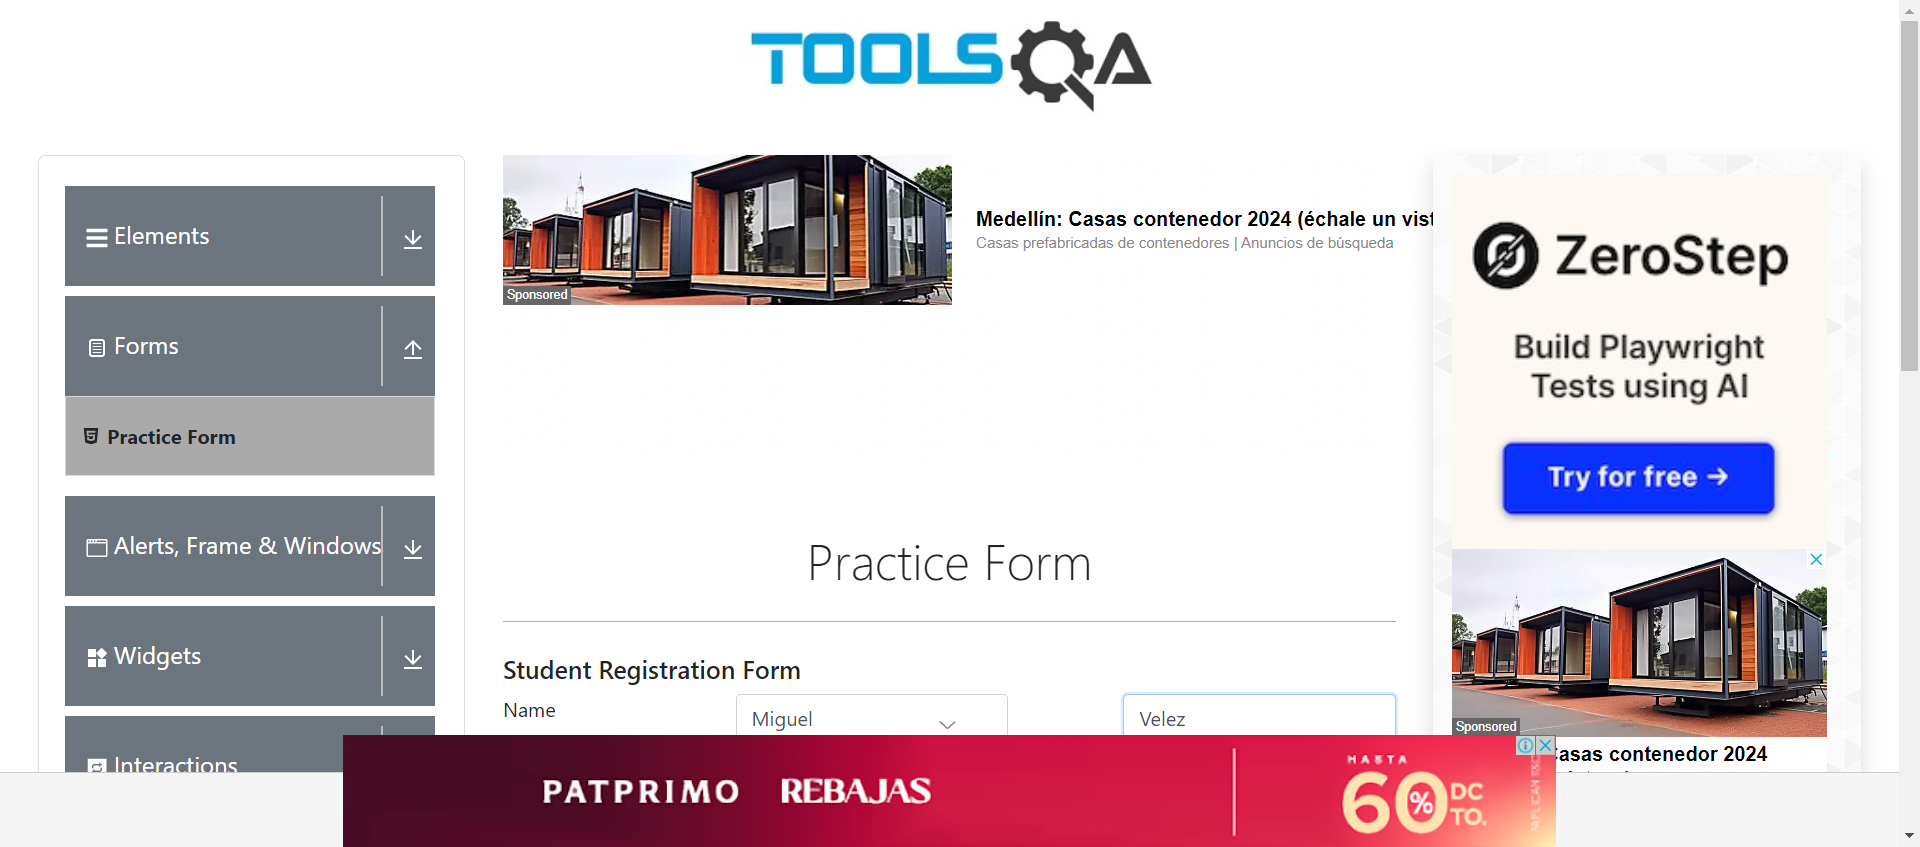 TOOLSQA
Elements
Forms
Practice Form
Alerts, Frame & Windows
Widgets
Interactions
Sponsored
Medellín: Casas contenedor 2024 (échale un vist
Casas prefabricadas de contenedores | Anuncios de búsqueda
Practice Form
Student Registration Form
Name
Miguel
Velez
ZeroStep
Build Playwright
Tests using AI
Try for free →
Sponsored
asas contenedor 2024
PATPRIMO REBAJAS
HASTA
60% DC
TO.